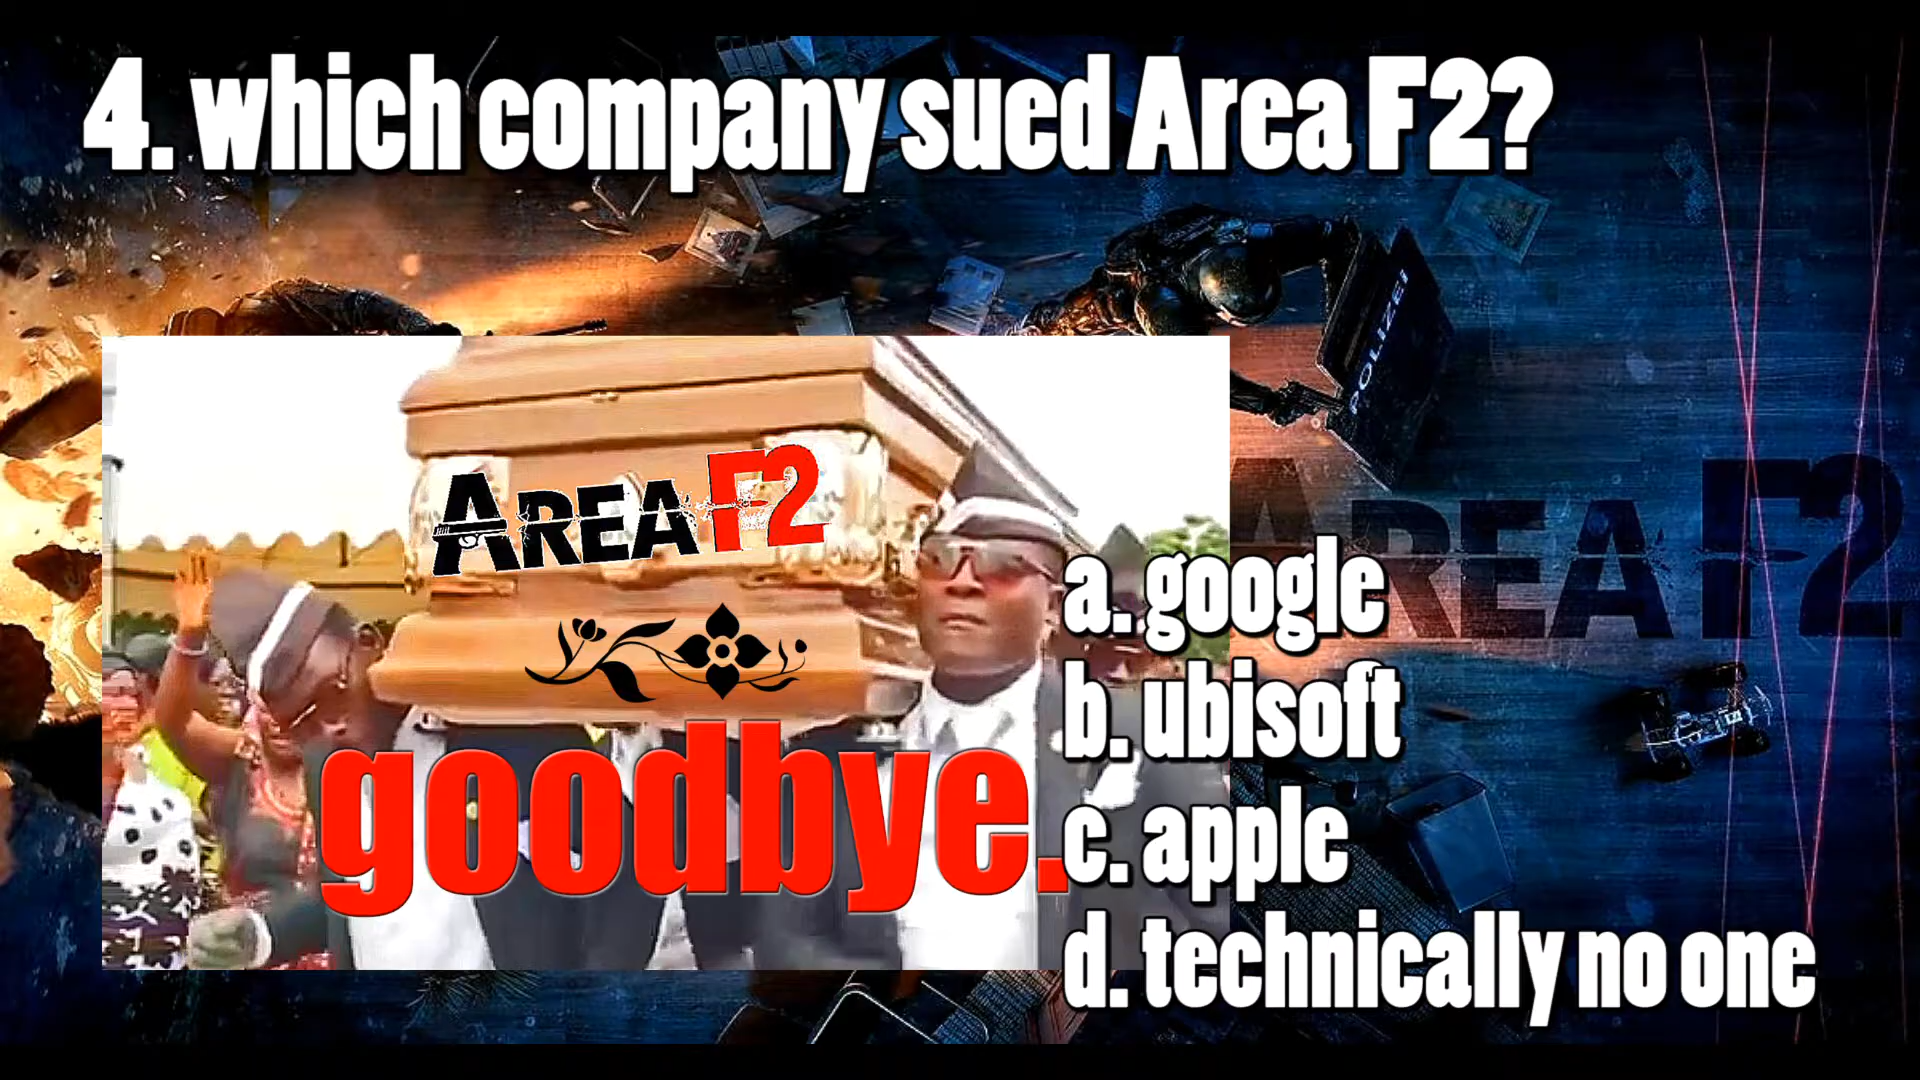 4. which company sued Area F2?
POLIZEI
AREA F2
AREA F2
a. google
b. ubisoft
goodbye.
c. apple
d. technically no one